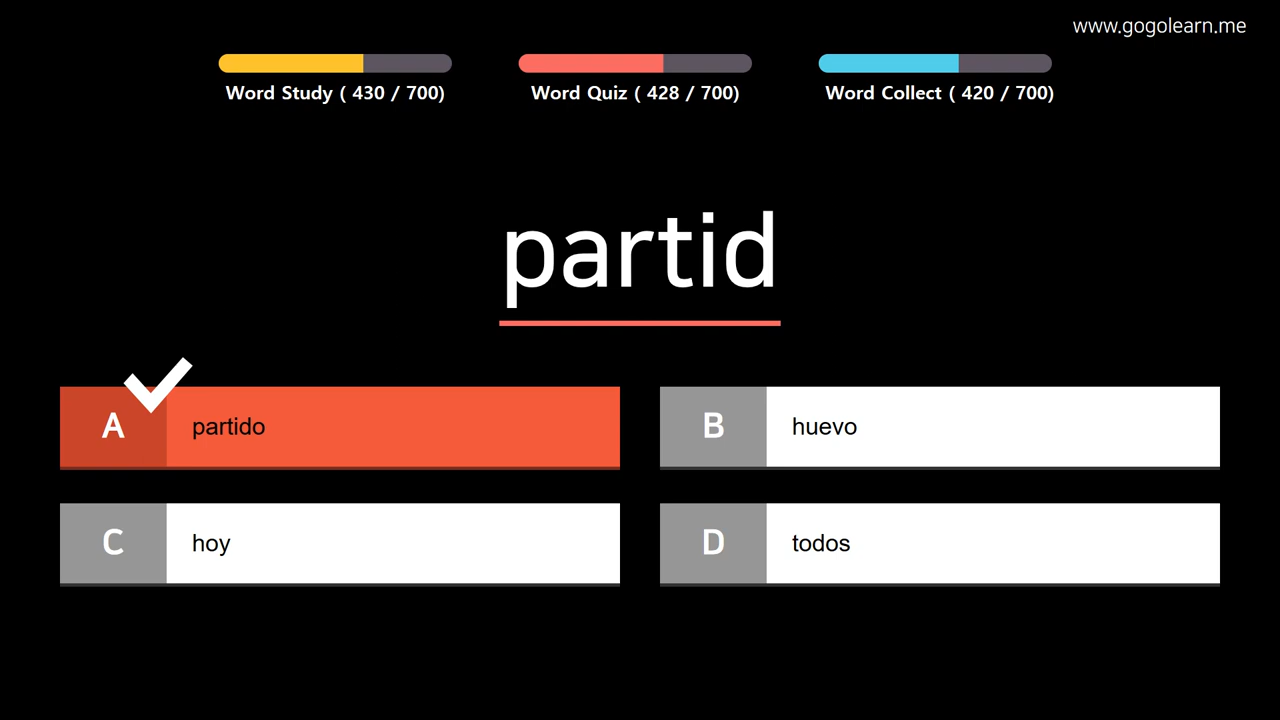 www.gogolearn.me
Word Study ( 430 / 700)
Word Quiz ( 428 / 700)
Word Collect ( 420 / 700)
partid
A partido
B huevo
C hoy
D todos